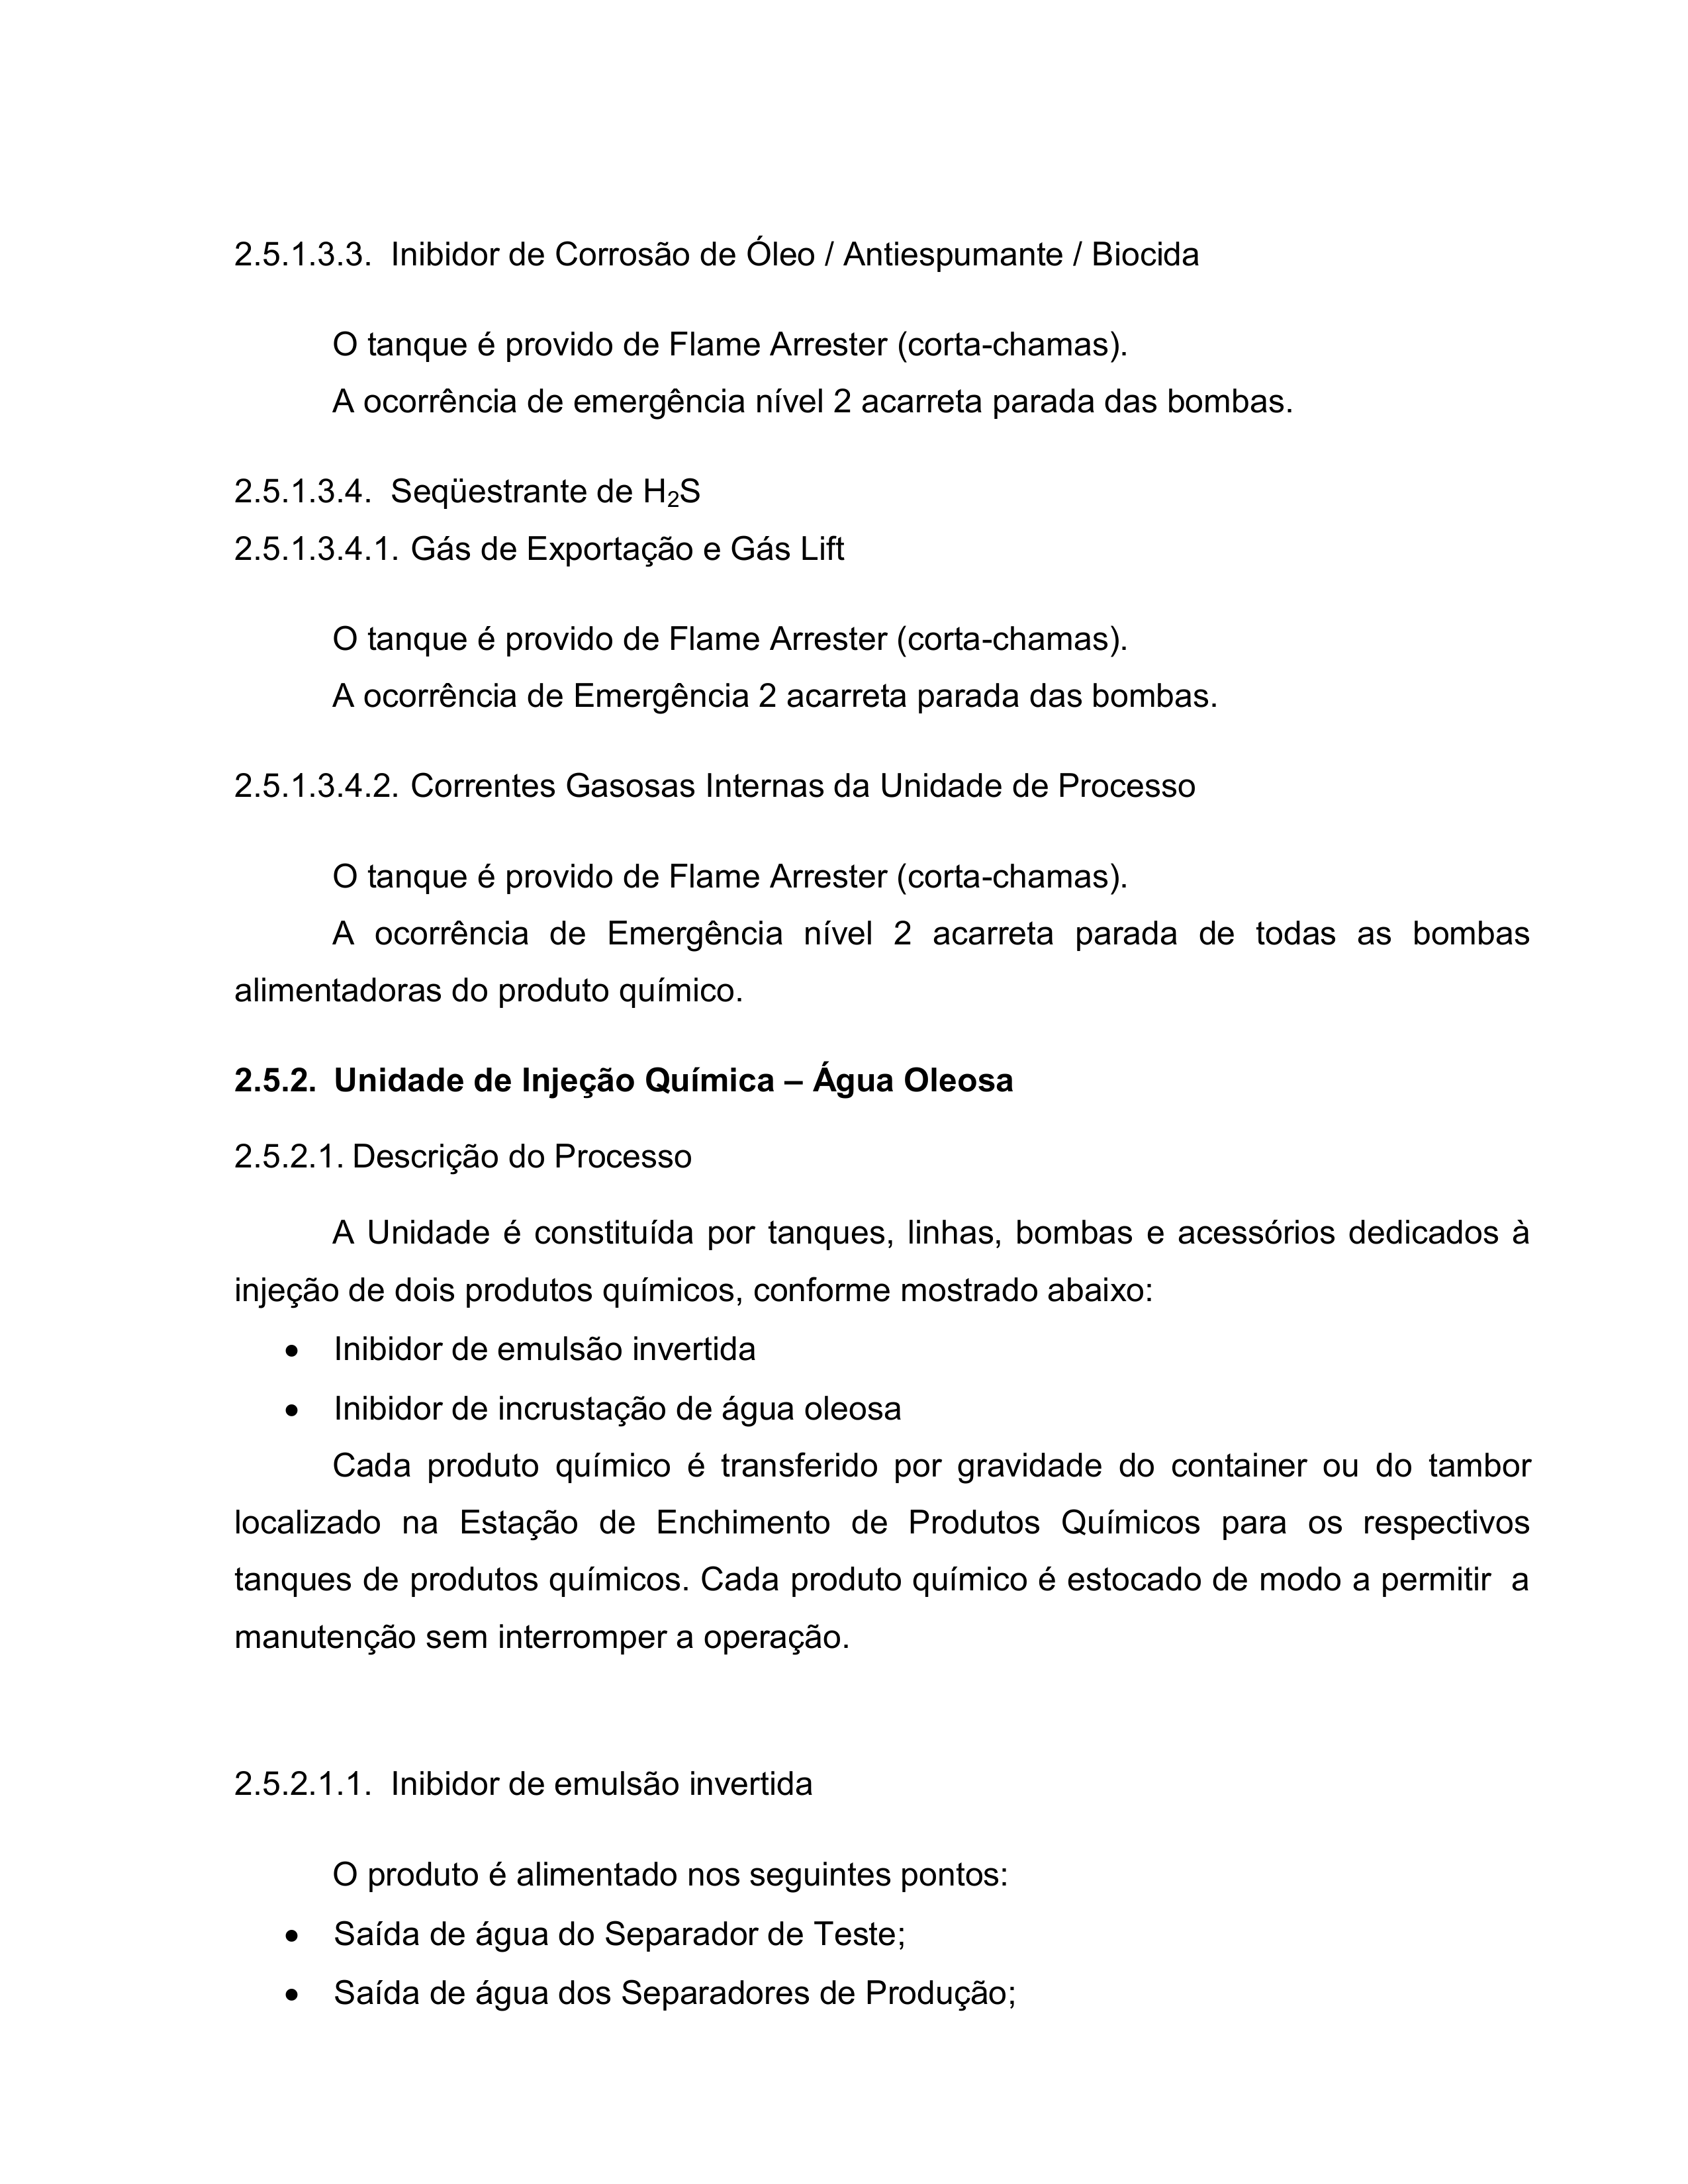 2.5.1.3.3. Inibidor de Corrosão de Óleo / Antiespumante / Biocida
O tanque é provido de Flame Arrester (corta-chamas).
A ocorrência de emergência nível 2 acarreta parada das bombas.
2.5.1.3.4. Seqüestrante de H₂S
2.5.1.3.4.1. Gás de Exportação e Gás Lift
O tanque é provido de Flame Arrester (corta-chamas).
A ocorrência de Emergência 2 acarreta parada das bombas.
2.5.1.3.4.2. Correntes Gasosas Internas da Unidade de Processo
O tanque é provido de Flame Arrester (corta-chamas).
A ocorrência de Emergência nível 2 acarreta parada de todas as bombas
alimentadoras do produto químico.
2.5.2. Unidade de Injeção Química – Água Oleosa
2.5.2.1. Descrição do Processo
A Unidade é constituída por tanques, linhas, bombas e acessórios dedicados à
injeção de dois produtos químicos, conforme mostrado abaixo:
• Inibidor de emulsão invertida
• Inibidor de incrustação de água oleosa
Cada produto químico é transferido por gravidade do container ou do tambor
localizado na Estação de Enchimento de Produtos Químicos para os respectivos
tanques de produtos químicos. Cada produto químico é estocado de modo a permitir a
manutenção sem interromper a operação.
2.5.2.1.1. Inibidor de emulsão invertida
O produto é alimentado nos seguintes pontos:
• Saída de água do Separador de Teste;
• Saída de água dos Separadores de Produção;